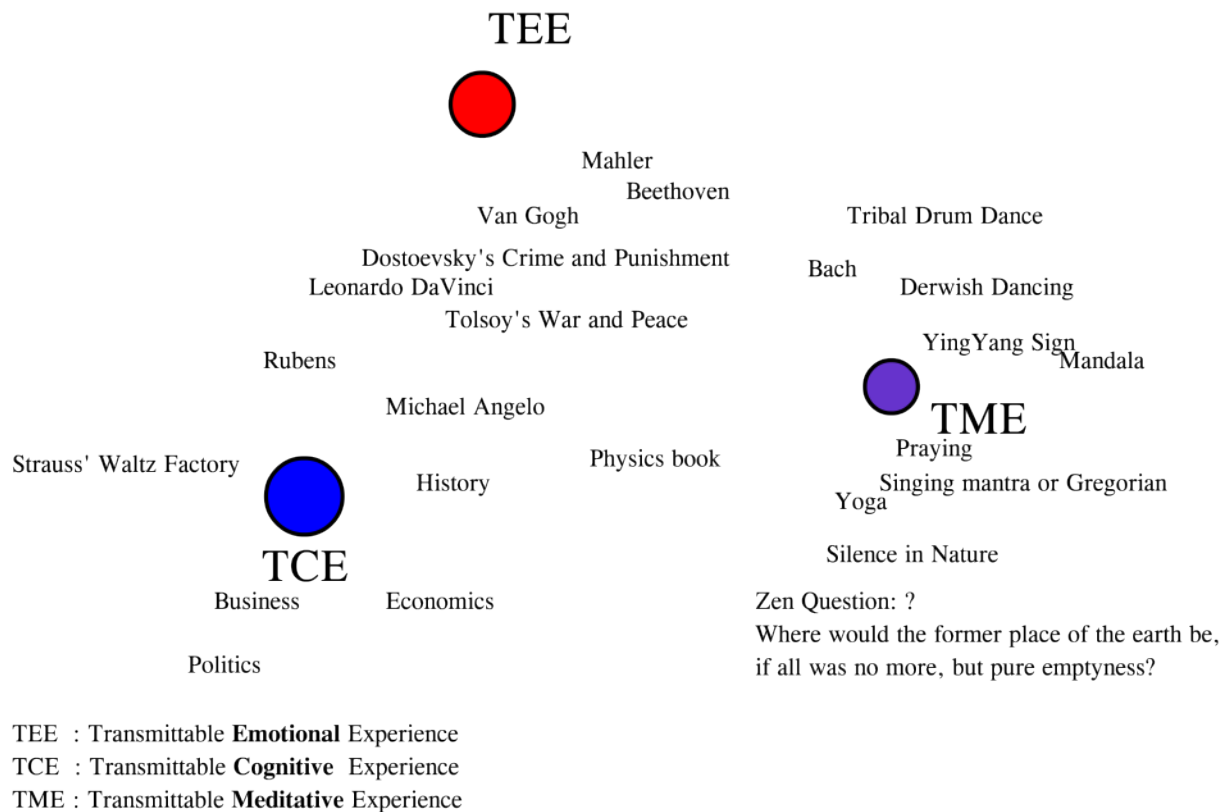 TEE
Mahler
Beethoven
Van Gogh
Tribal Drum Dance
Dostoevsky's Crime and Punishment
Bach
Leonardo DaVinci
Derwish Dancing
Tolsoy's War and Peace
YingYang Sign
Rubens
Mandala
Michael Angelo
TME
Praying
Physics book
Strauss' Waltz Factory
History
Singing mantra or Gregorian
Yoga
Silence in Nature
TCE
Business
Economics
Zen Question: ?
Where would the former place of the earth be,
if all was no more, but pure emptyness?
Politics
TEE : Transmittable Emotional Experience
TCE : Transmittable Cognitive Experience
TME : Transmittable Meditative Experience